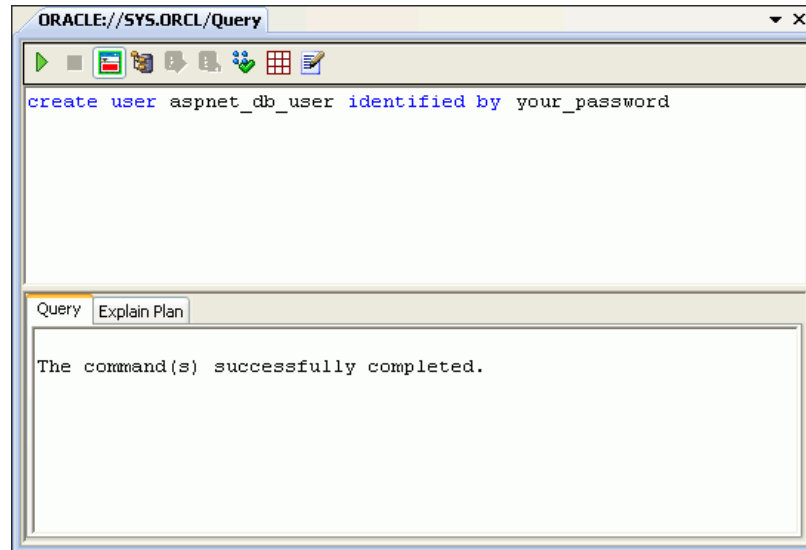 ORACLE://SYS.ORCL/Query
create user aspnet_db_user identified by your_password
Query Explain Plan
The command(s) successfully completed.